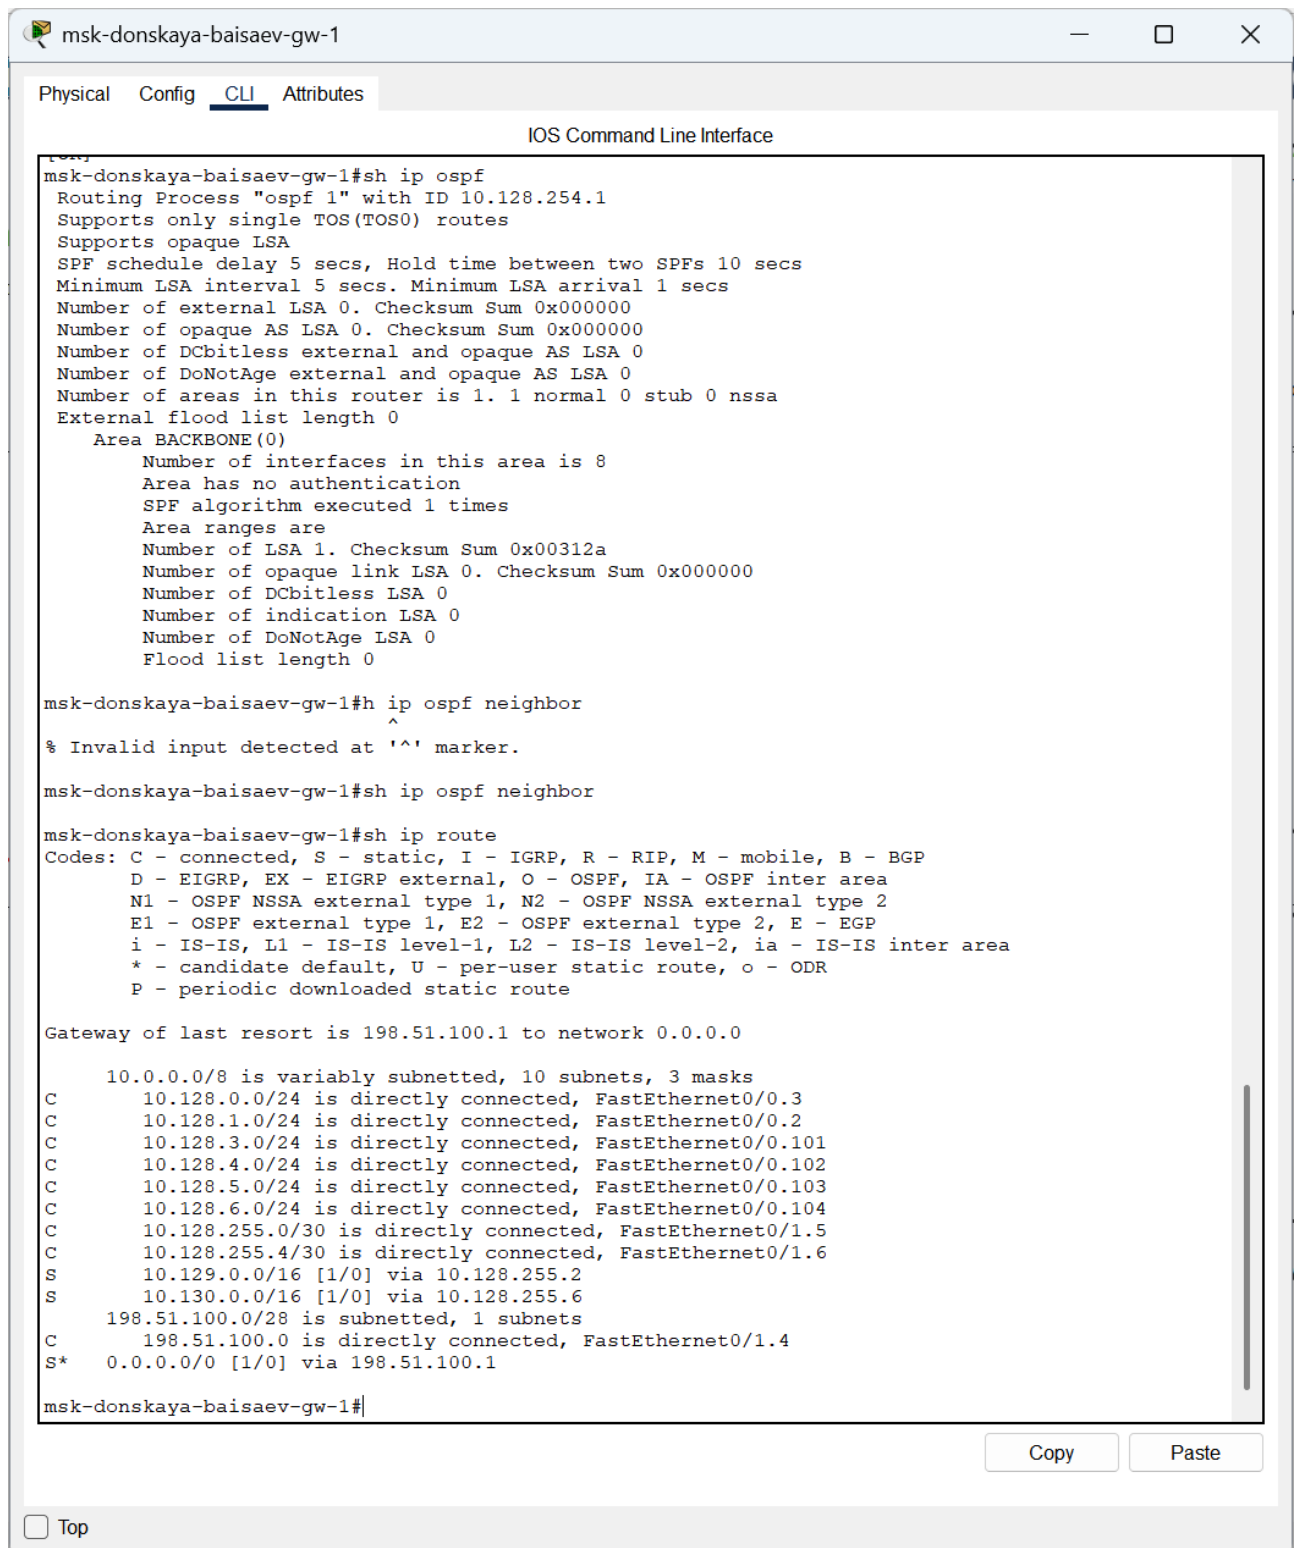 msk-donskaya-baisaev-gw-1
Physical Config CLI Attributes
IOS Command Line Interface
msk-donskaya-baisaev-gw-1#sh ip ospf
Routing Process "ospf 1" with ID 10.128.254.1
Supports only single TOS(TOS0) routes
Supports opaque LSA
SPF schedule delay 5 secs, Hold time between two SPFs 10 secs
Minimum LSA interval 5 secs. Minimum LSA arrival 1 secs
Number of external LSA 0. Checksum Sum 0x000000
Number of opaque AS LSA 0. Checksum Sum 0x000000
Number of DCbitless external and opaque AS LSA 0
Number of DoNotAge external and opaque AS LSA 0
Number of areas in this router is 1. 1 normal 0 stub 0 nssa
External flood list length 0
Area BACKBONE(0)
Number of interfaces in this area is 8
Area has no authentication
SPF algorithm executed 1 times
Area ranges are
Number of LSA 1. Checksum Sum 0x00312a
Number of opaque link LSA 0. Checksum Sum 0x000000
Number of DCbitless LSA 0
Number of indication LSA 0
Number of DoNotAge LSA 0
Flood list length 0
msk-donskaya-baisaev-gw-1#h ip ospf neighbor
^
% Invalid input detected at '^' marker.
msk-donskaya-baisaev-gw-1#sh ip ospf neighbor
msk-donskaya-baisaev-gw-1#sh ip route
Codes: C - connected, S - static, I - IGRP, R - RIP, M - mobile, B - BGP
D - EIGRP, EX - EIGRP external, O - OSPF, IA - OSPF inter area
N1 - OSPF NSSA external type 1, N2 - OSPF NSSA external type 2
E1 - OSPF external type 1, E2 - OSPF external type 2, E - EGP
i - IS-IS, L1 - IS-IS level-1, L2 - IS-IS level-2, ia - IS-IS inter area
* - candidate default, U - per-user static route, o - ODR
P - periodic downloaded static route
Gateway of last resort is 198.51.100.1 to network 0.0.0.0
10.0.0.0/8 is variably subnetted, 10 subnets, 3 masks
C 10.128.0.0/24 is directly connected, FastEthernet0/0.3
C 10.128.1.0/24 is directly connected, FastEthernet0/0.2
C 10.128.3.0/24 is directly connected, FastEthernet0/0.101
C 10.128.4.0/24 is directly connected, FastEthernet0/0.102
C 10.128.5.0/24 is directly connected, FastEthernet0/0.103
C 10.128.6.0/24 is directly connected, FastEthernet0/0.104
C 10.128.255.0/30 is directly connected, FastEthernet0/1.5
C 10.128.255.4/30 is directly connected, FastEthernet0/1.6
S 10.129.0.0/16 [1/0] via 10.128.255.2
S 10.130.0.0/16 [1/0] via 10.128.255.6
198.51.100.0/28 is subnetted, 1 subnets
C 198.51.100.0 is directly connected, FastEthernet0/1.4
S* 0.0.0.0/0 [1/0] via 198.51.100.1
msk-donskaya-baisaev-gw-1#
Copy Paste
Top